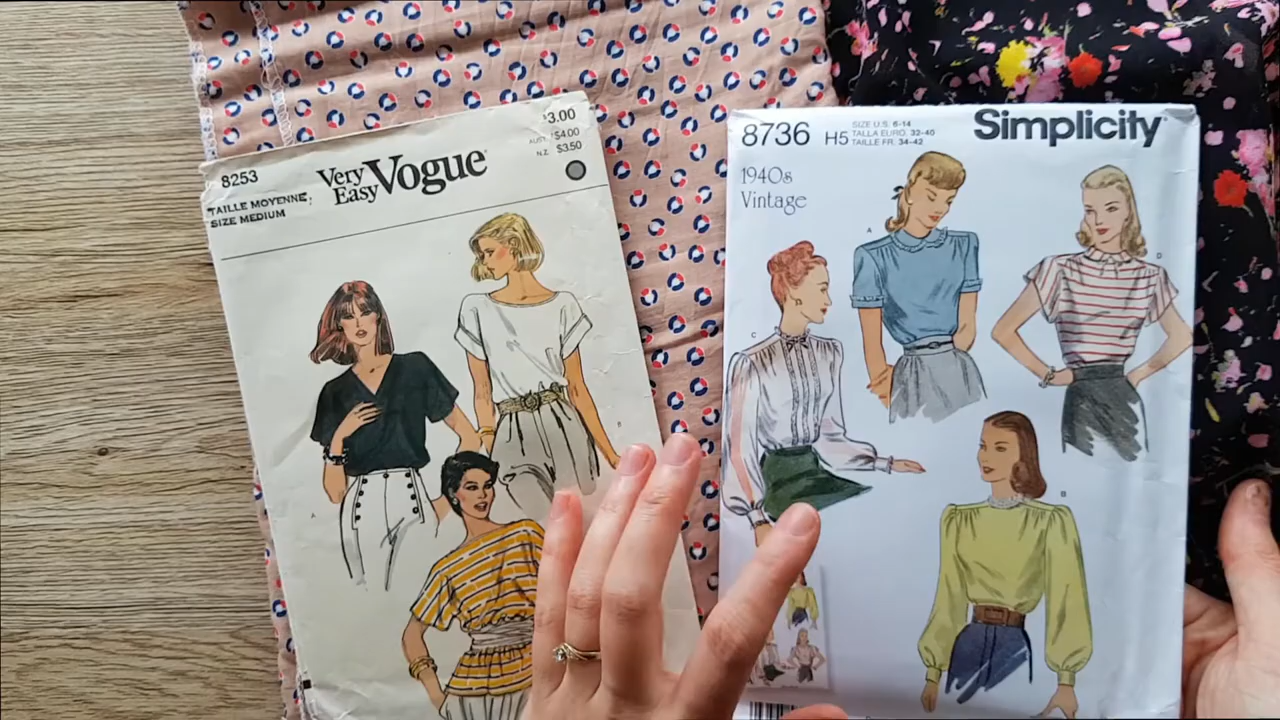 8253
Very Easy Vogue
$3.00
AUST. $4.00
N.Z. $3.50
TAILLE MOYENNE;
SIZE MEDIUM
A
B
8736
H5
SIZE U.S. 6-14
TALLA EURO. 32-40
TAILLE FR. 34-42
Simplicity
1940s
Vintage
A
D
C
B